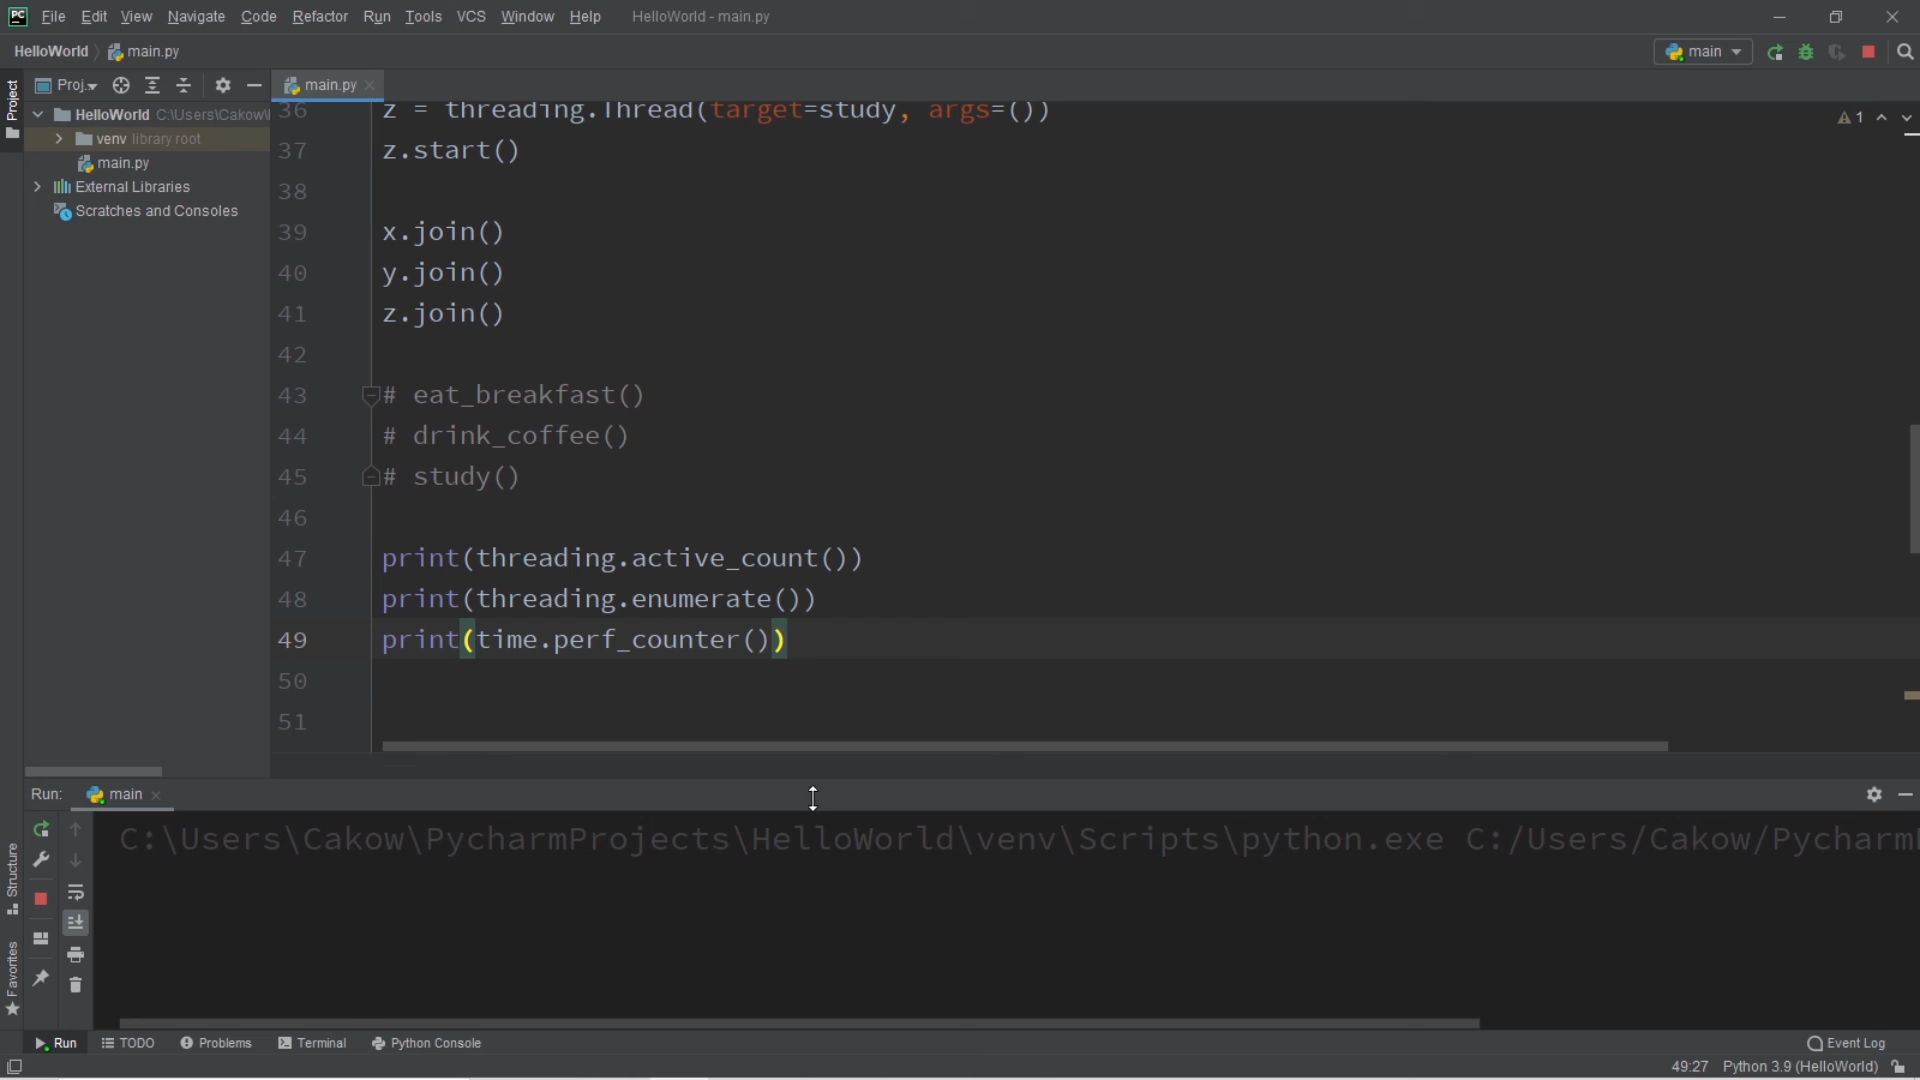 PC File Edit View Navigate Code Refactor Run Tools VCS Window Help HelloWorld - main.py
HelloWorld main.py main
Project
Proj.
main.py
HelloWorld C:\Users\Cakow\
venv library root
main.py
External Libraries
Scratches and Consoles
36 z = threading.Thread(target=study, args=())
37 z.start()
38
39 x.join()
40 y.join()
41 z.join()
42
43 # eat_breakfast()
44 # drink_coffee()
45 # study()
46
47 print(threading.active_count())
48 print(threading.enumerate())
49 print(time.perf_counter())
50
51
1
Run: main
C:\Users\Cakow\PycharmProjects\HelloWorld\venv\Scripts\python.exe C:/Users/Cakow/Pycharm
Structure
Favorites
Run TODO Problems Terminal Python Console Event Log
49:27 Python 3.9 (HelloWorld)